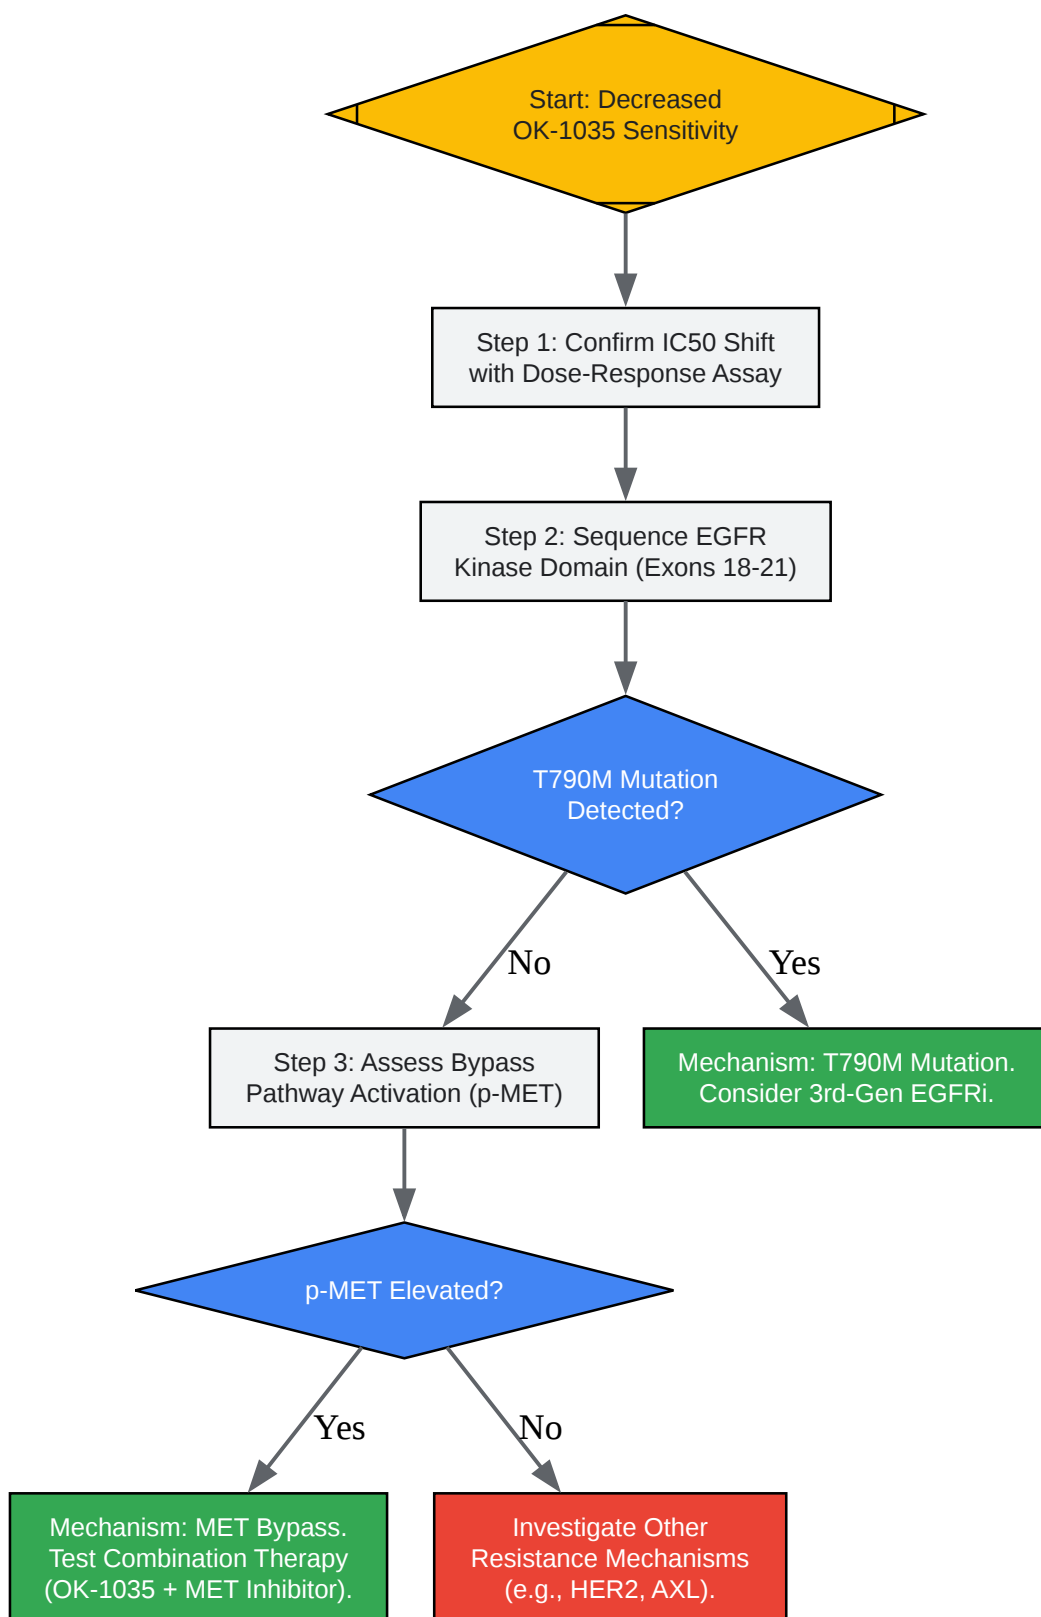 Start: Decreased
OK-1035 Sensitivity
Step 1: Confirm IC50 Shift
with Dose-Response Assay
Step 2: Sequence EGFR
Kinase Domain (Exons 18-21)
T790M Mutation
Detected?
No
Yes
Step 3: Assess Bypass
Pathway Activation (p-MET)
Mechanism: T790M Mutation.
Consider 3rd-Gen EGFRi.
p-MET Elevated?
Yes
No
Mechanism: MET Bypass.
Test Combination Therapy
(OK-1035 + MET Inhibitor).
Investigate Other
Resistance Mechanisms
(e.g., HER2, AXL).